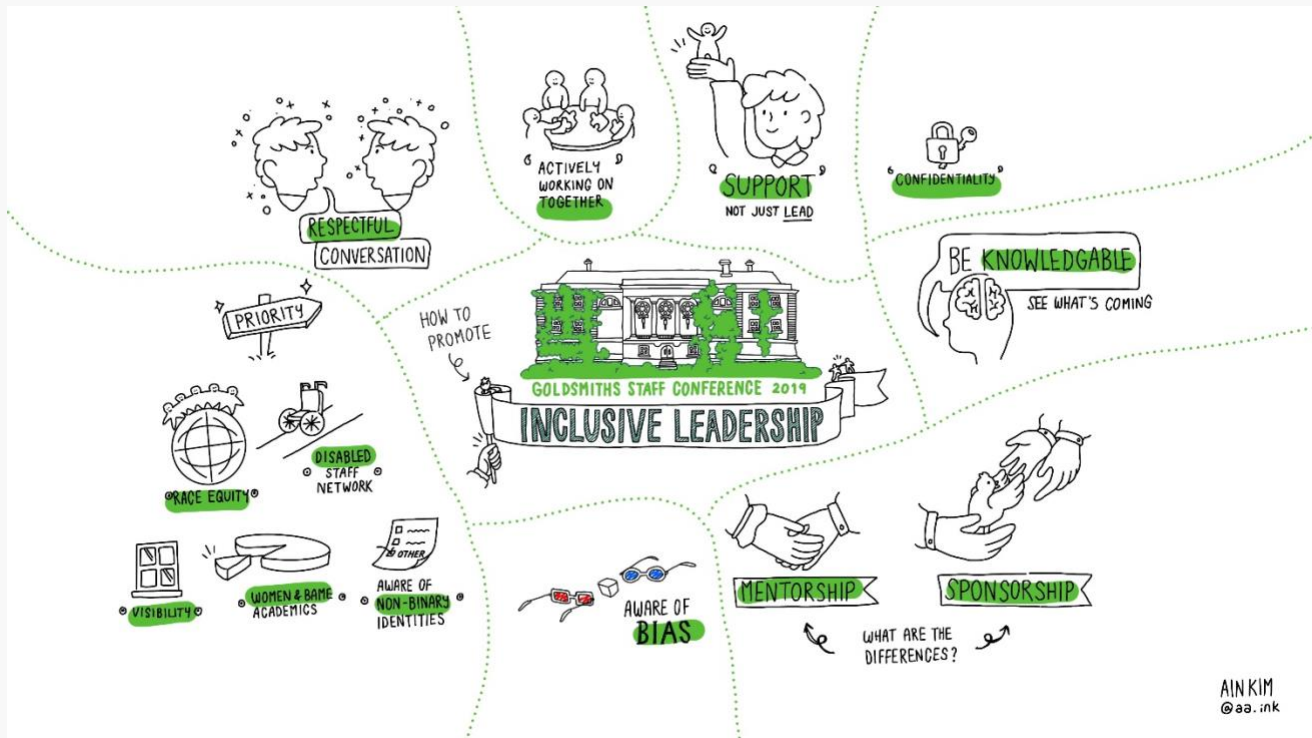 RESPECTFUL
CONVERSATION
ACTIVELY
WORKING ON
TOGETHER
SUPPORT
NOT JUST LEAD
CONFIDENTIALITY
BE KNOWLEDGABLE
SEE WHAT'S COMING
PRIORITY
HOW TO
PROMOTE
GOLDSMITHS STAFF CONFERENCE 2019
INCLUSIVE LEADERSHIP
RACE EQUITY
DISABLED
STAFF
NETWORK
VISIBILITY
WOMEN & BAME
ACADEMICS
OTHER
AWARE OF
NON-BINARY
IDENTITIES
AWARE OF
BIAS
MENTORSHIP
SPONSORSHIP
WHAT ARE THE
DIFFERENCES?
AIN KIM
@aa.ink